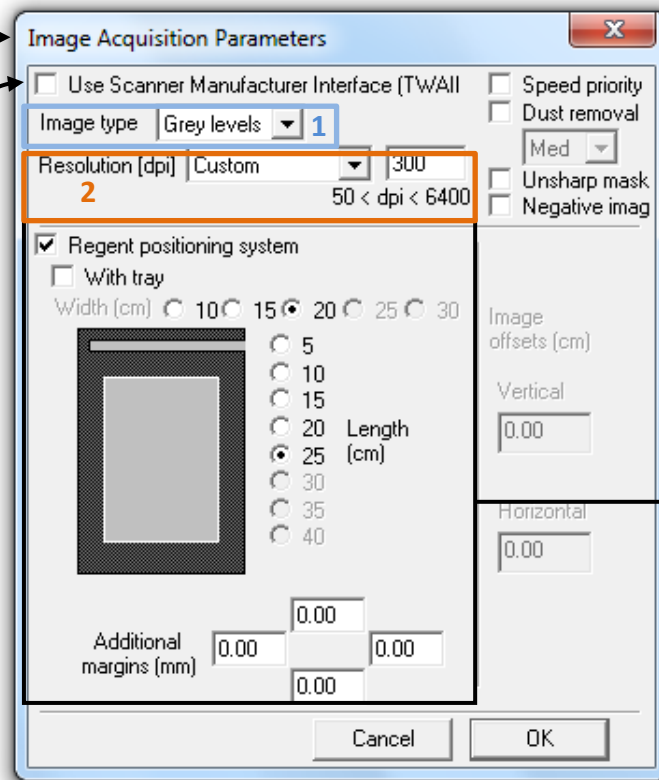 Image Acquisition Parameters
Use Scanner Manufacturer Interface (TWAII
Speed priority
Image type Grey levels 1
Dust removal
Med
Resolution [dpi] Custom 300
2
50 < dpi < 6400
Unsharp mask
Negative imag
Regent positioning system
With tray
Width (cm) 10 15 20 25 30
Image
offsets (cm)
5
10
15
20
25
30
35
40
Length
(cm)
Vertical
0.00
Horizontal
0.00
Additional
margins (mm)
0.00
0.00 0.00
0.00
Cancel OK